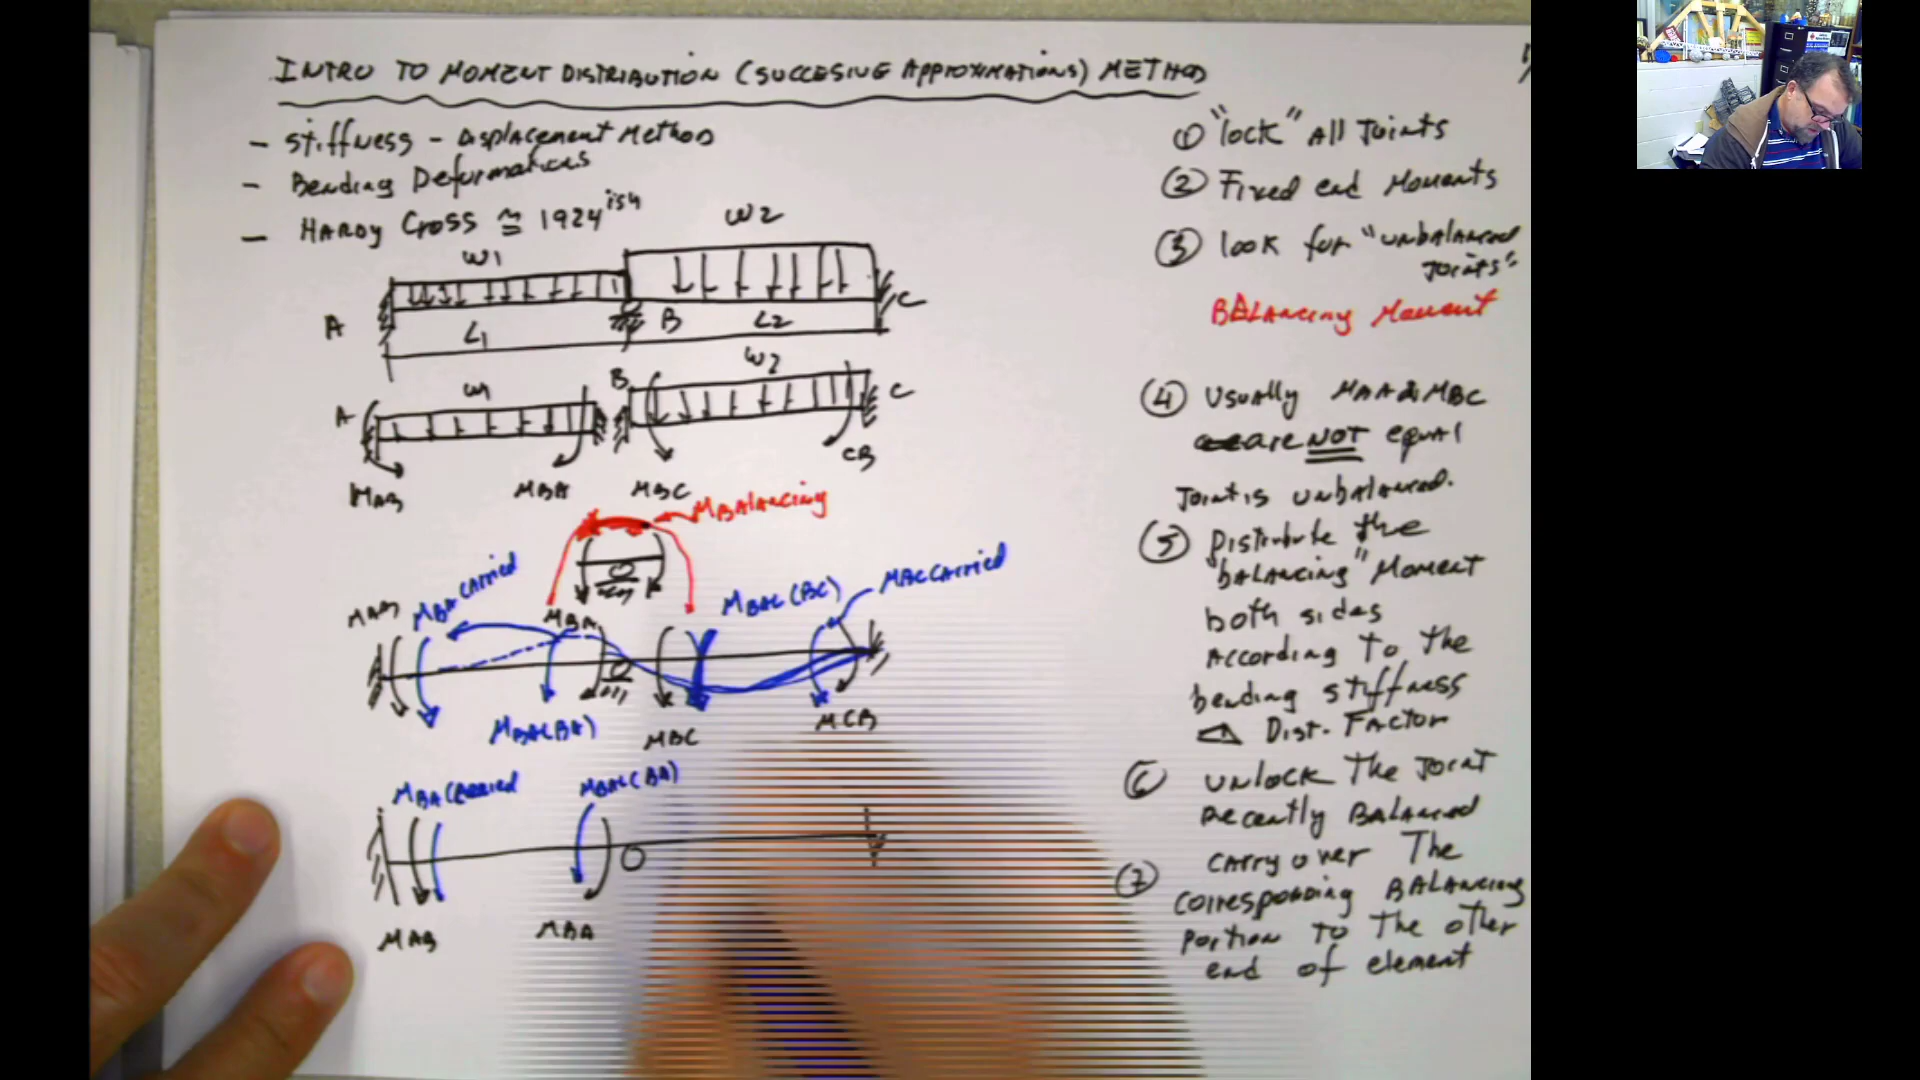 INTRO TO MOMENT DISTRIBUTION (SUCCESIVE APPROXIMATIONS) METHOD
- Stiffness - Displacement Method
- Bending Deformations
- HARDY CROSS ≅ 1924 ish
w1
w2
A
L1
B
L2
C
w1
B
w2
A
C
MAB
MBA
MBC
CB
MBALANCING
MAB
MBA CARRIED
MBA
MBAL(BC)
MBC CARRIED
MBAL(BA)
MBC
MCB
MBA CARRIED
MBAL(BA)
MAB
MBA
① "lock" All Joints
② Fixed end Moments
③ look for "unbalanced
Joints"
BALANCING Moment
④ Usually MBA & MBC
are NOT equal
Joint is unbalanced.
⑤ Distribute the
"balancing" Moment
both sides
According to the
bending stiffness
Dist. Factor
⑥ UNLOCK The Joint
Recently BALANCED
⑦ CArry over The
corresponding BALANCING
portion to the other
end of element